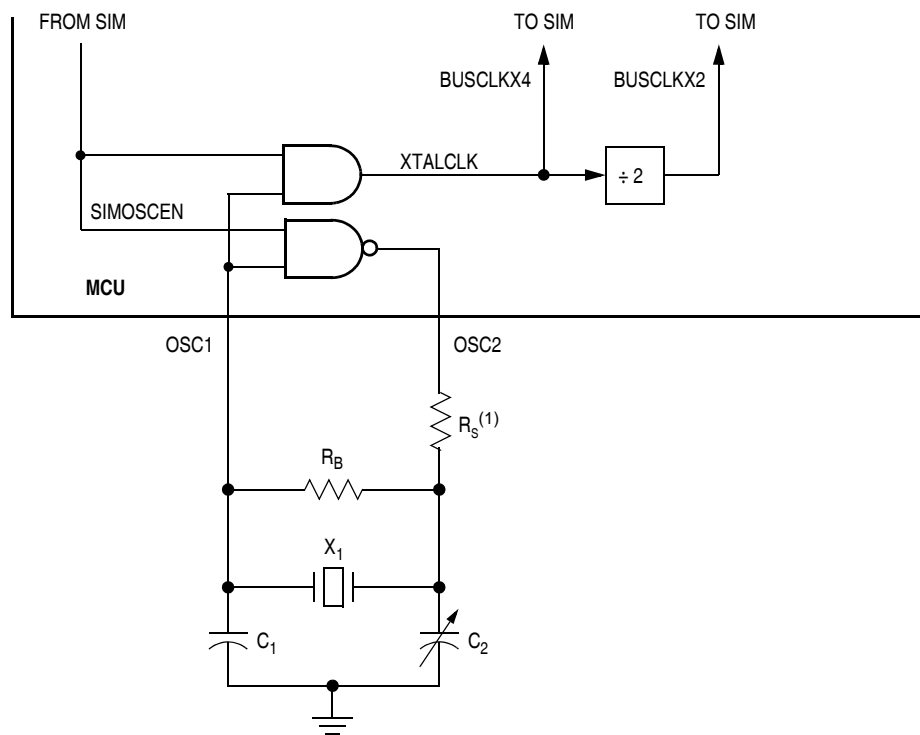 FROM SIM
TO SIM
TO SIM
BUSCLKX4
BUSCLKX2
XTALCLK
÷ 2
SIMOSCEN
MCU
OSC1
OSC2
R_S^(1)
R_B
X_1
C_1
C_2